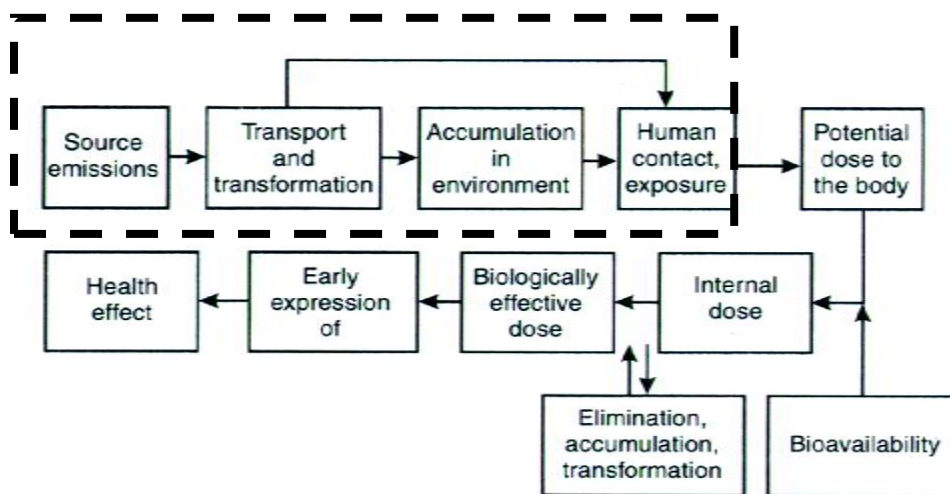 Source
emissions
Transport
and
transformation
Accumulation
in
environment
Human
contact,
exposure
Potential
dose to
the body
Health
effect
Early
expression
of
Biologically
effective
dose
Internal
dose
Elimination,
accumulation,
transformation
Bioavailability